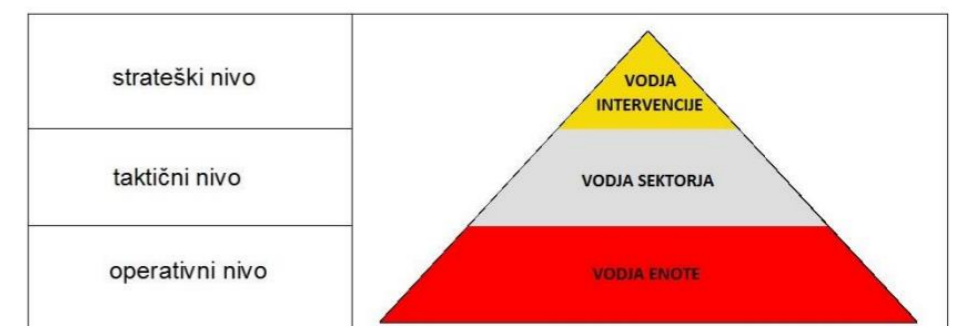 strateški nivo
VODJA
INTERVENCIJE
taktični nivo
VODJA SEKTORJA
operativni nivo
VODJA ENOTE